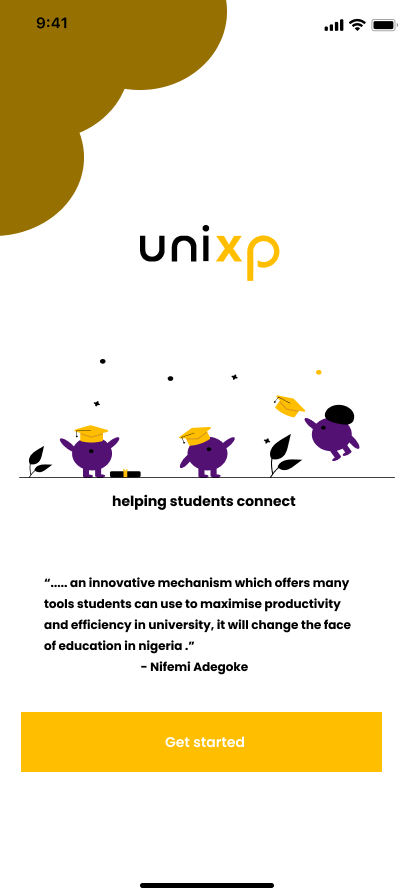 9:41
unixp
helping students connect
“..... an innovative mechanism which offers many
tools students can use to maximise productivity
and efficiency in university, it will change the face
of education in nigeria .”
- Nifemi Adegoke
Get started